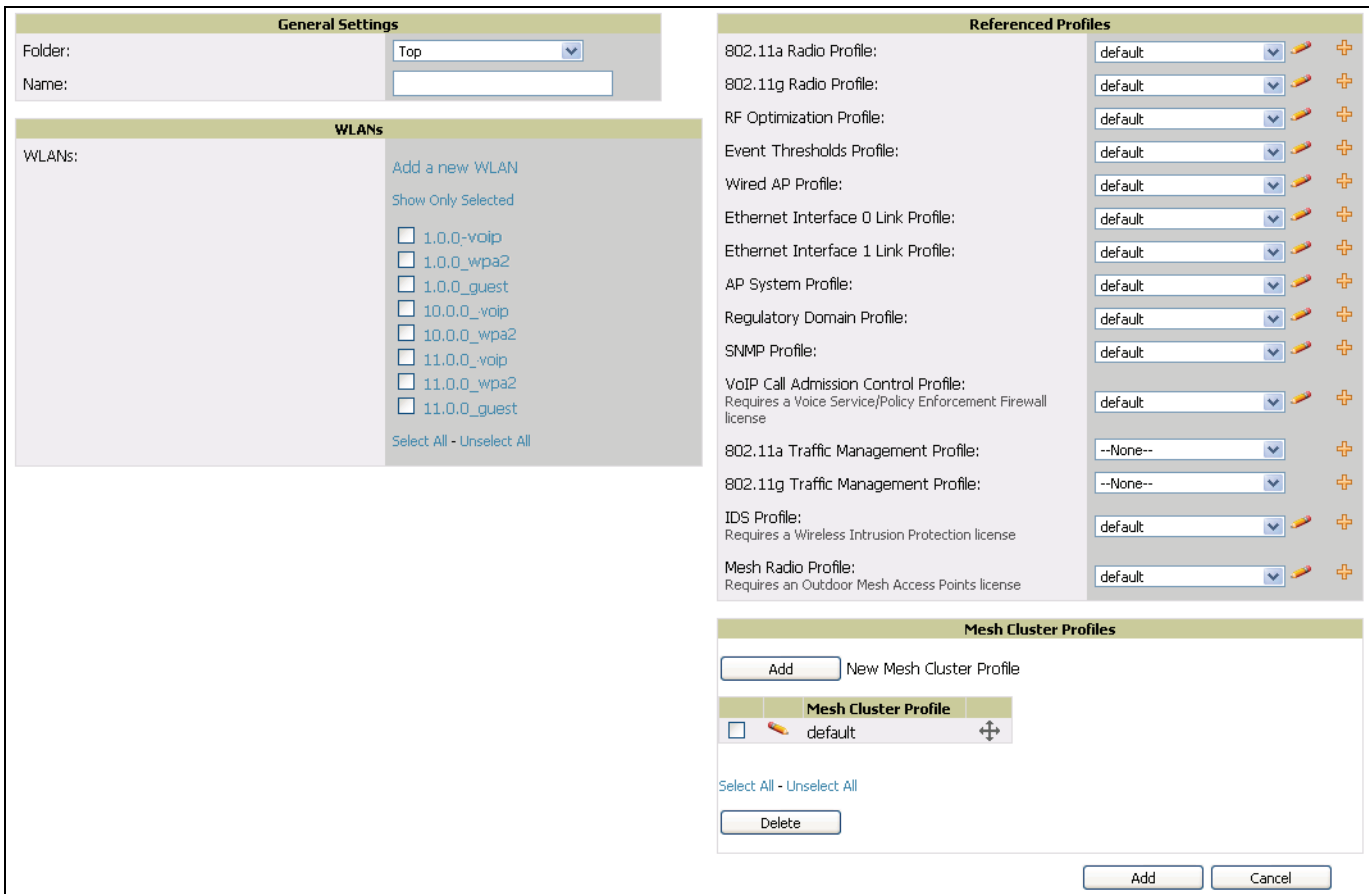 General Settings
Folder:
Top
Name:
WLANs
WLANs:
Add a new WLAN
Show Only Selected
1.0.0-voip
1.0.0_wpa2
1.0.0_guest
10.0.0_-voip
10.0.0_wpa2
11.0.0_-voip
11.0.0_wpa2
11.0.0_guest
Select All - Unselect All
Referenced Profiles
802.11a Radio Profile:
default
802.11g Radio Profile:
default
RF Optimization Profile:
default
Event Thresholds Profile:
default
Wired AP Profile:
default
Ethernet Interface 0 Link Profile:
default
Ethernet Interface 1 Link Profile:
default
AP System Profile:
default
Regulatory Domain Profile:
default
SNMP Profile:
default
VoIP Call Admission Control Profile:
Requires a Voice Service/Policy Enforcement Firewall
license
default
802.11a Traffic Management Profile:
--None--
802.11g Traffic Management Profile:
--None--
IDS Profile:
Requires a Wireless Intrusion Protection license
default
Mesh Radio Profile:
Requires an Outdoor Mesh Access Points license
default
Mesh Cluster Profiles
Add New Mesh Cluster Profile
Mesh Cluster Profile
default
Select All - Unselect All
Delete
Add Cancel